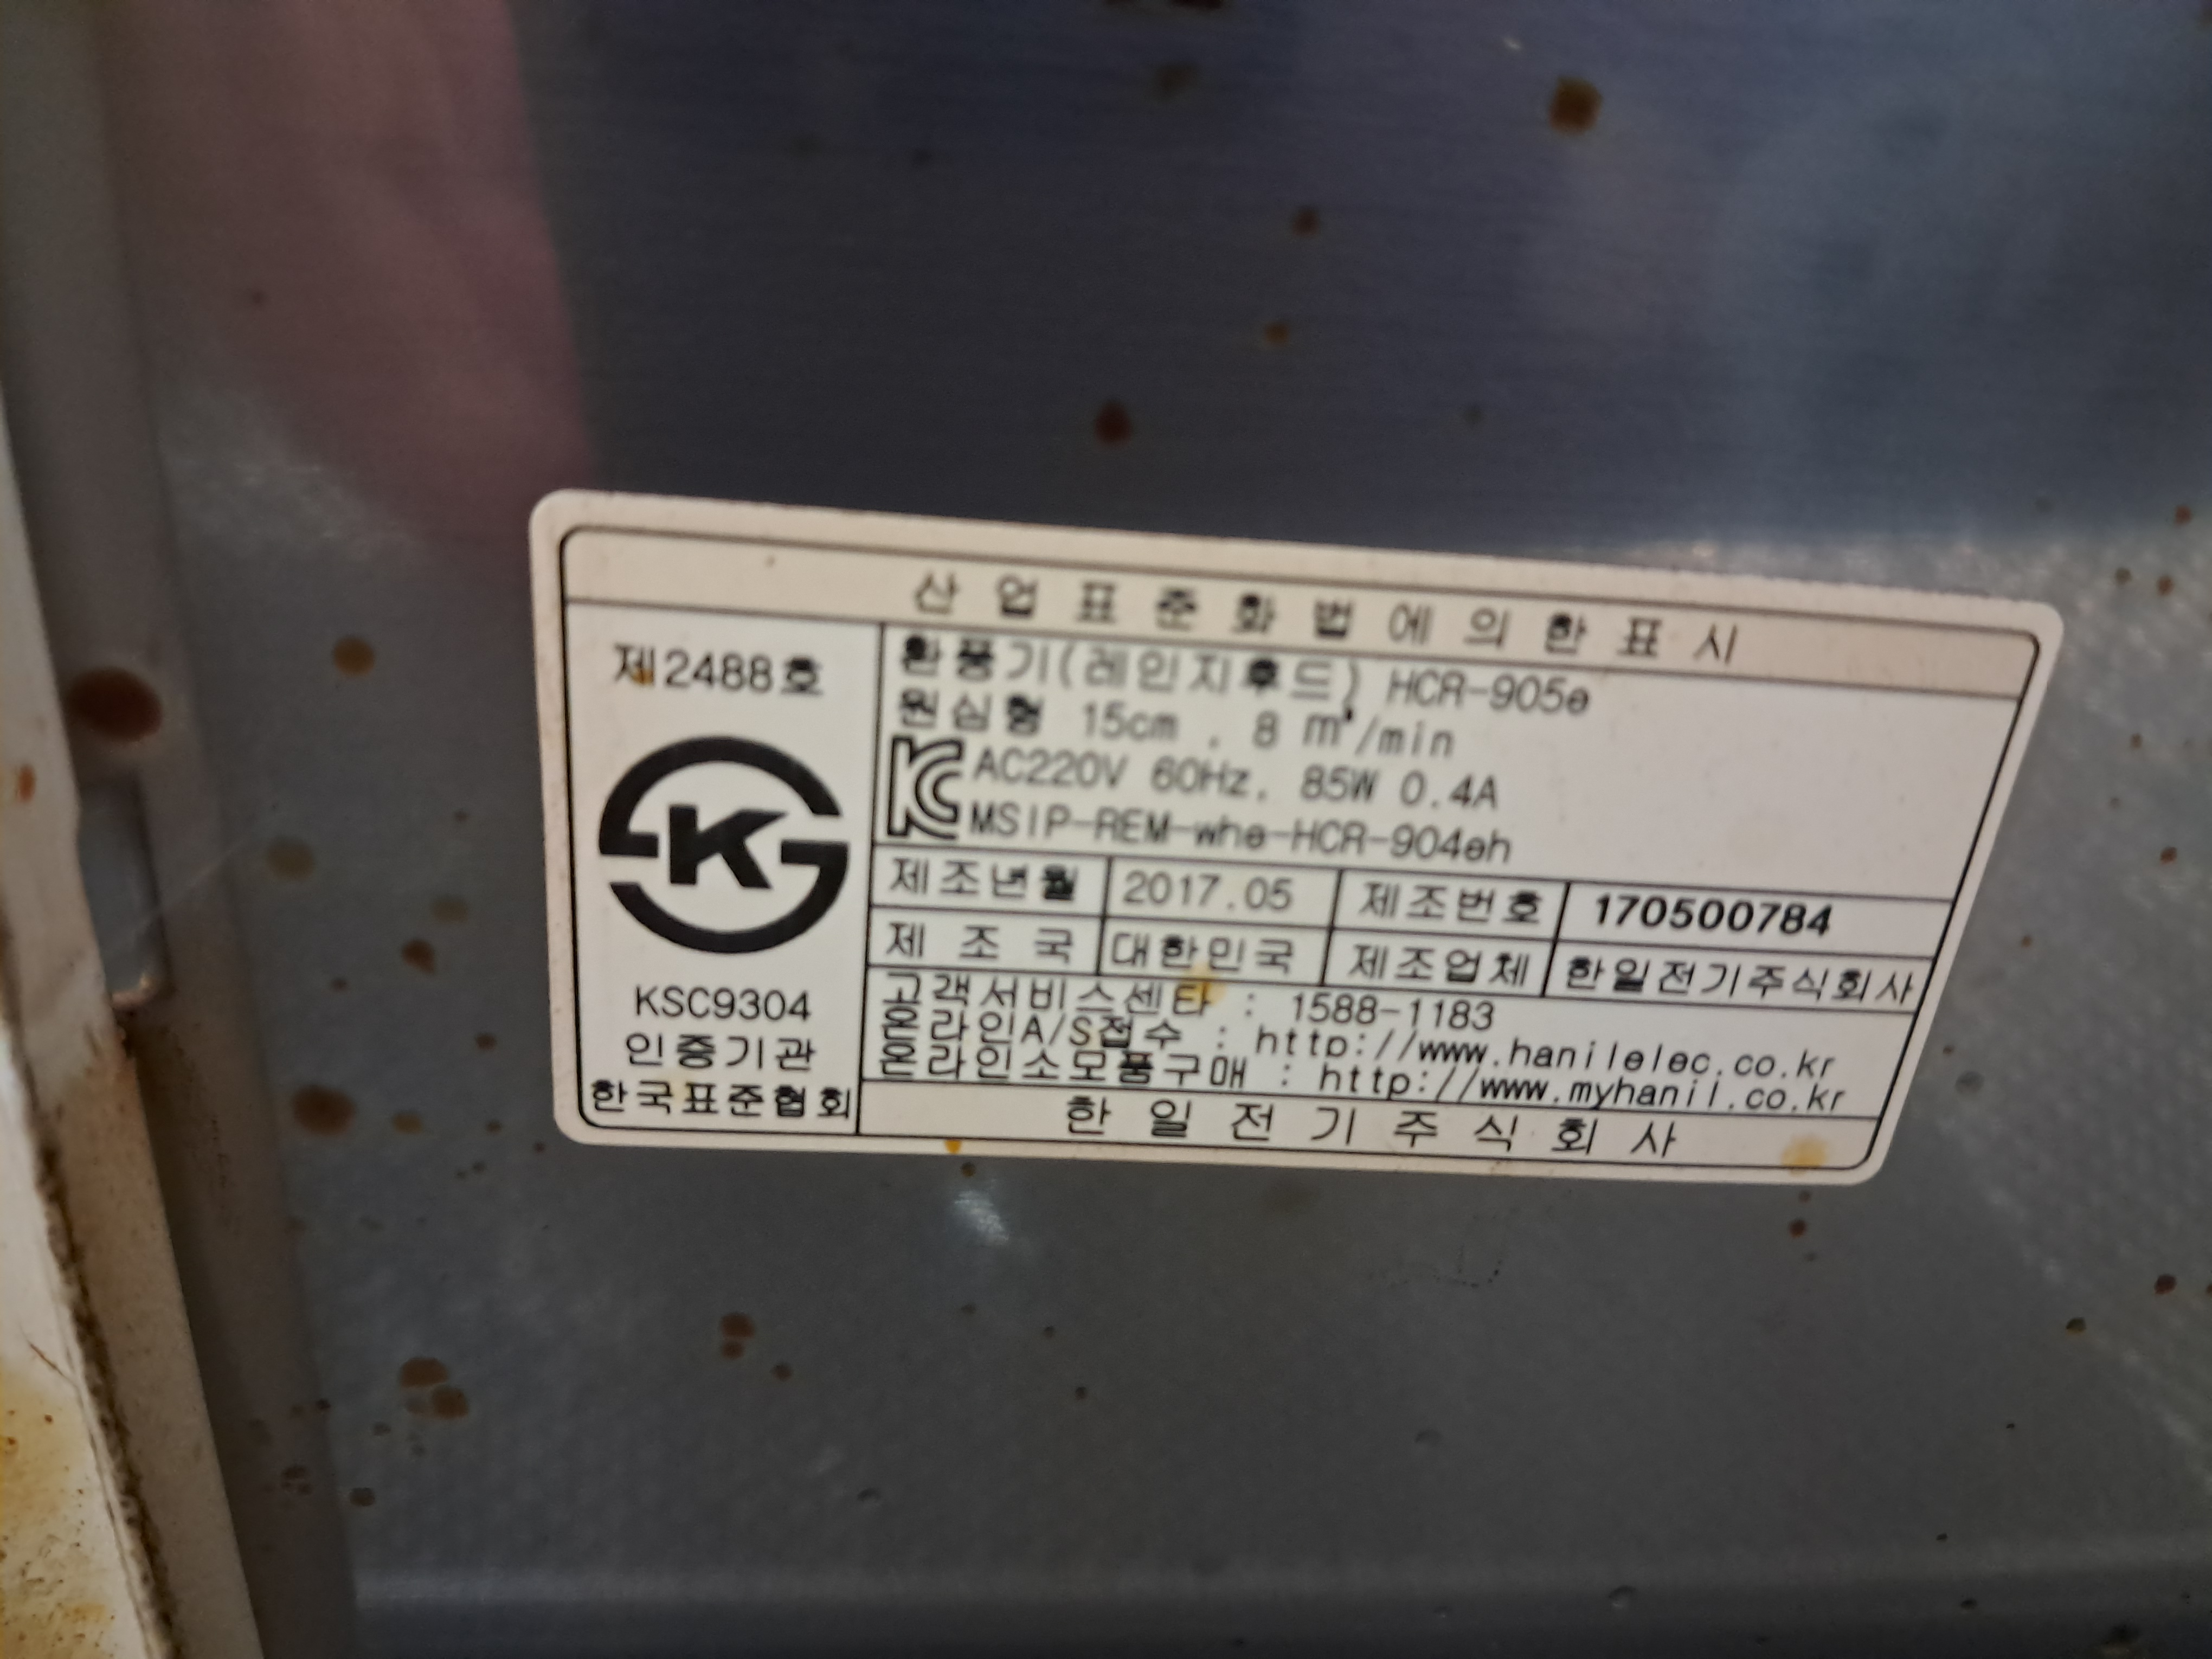 산업표준화법에의한표시
제2488호
K
KSC9304
인증기관
한국표준협회
환풍기(레인지후드) HCR-905e
원심형 15cm , 8 m³/min
AC220V 60Hz, 85W 0.4A
MSIP-REM-whe-HCR-904eh
제조년월 2017.05 제조번호 170500784
제조국 대한민국 제조업체 한일전기주식회사
고객서비스센타 : 1588-1183
온라인A/S접수 : http://www.hanilelec.co.kr
온라인소모품구매 : http://www.myhanil.co.kr
한일전기주식회사